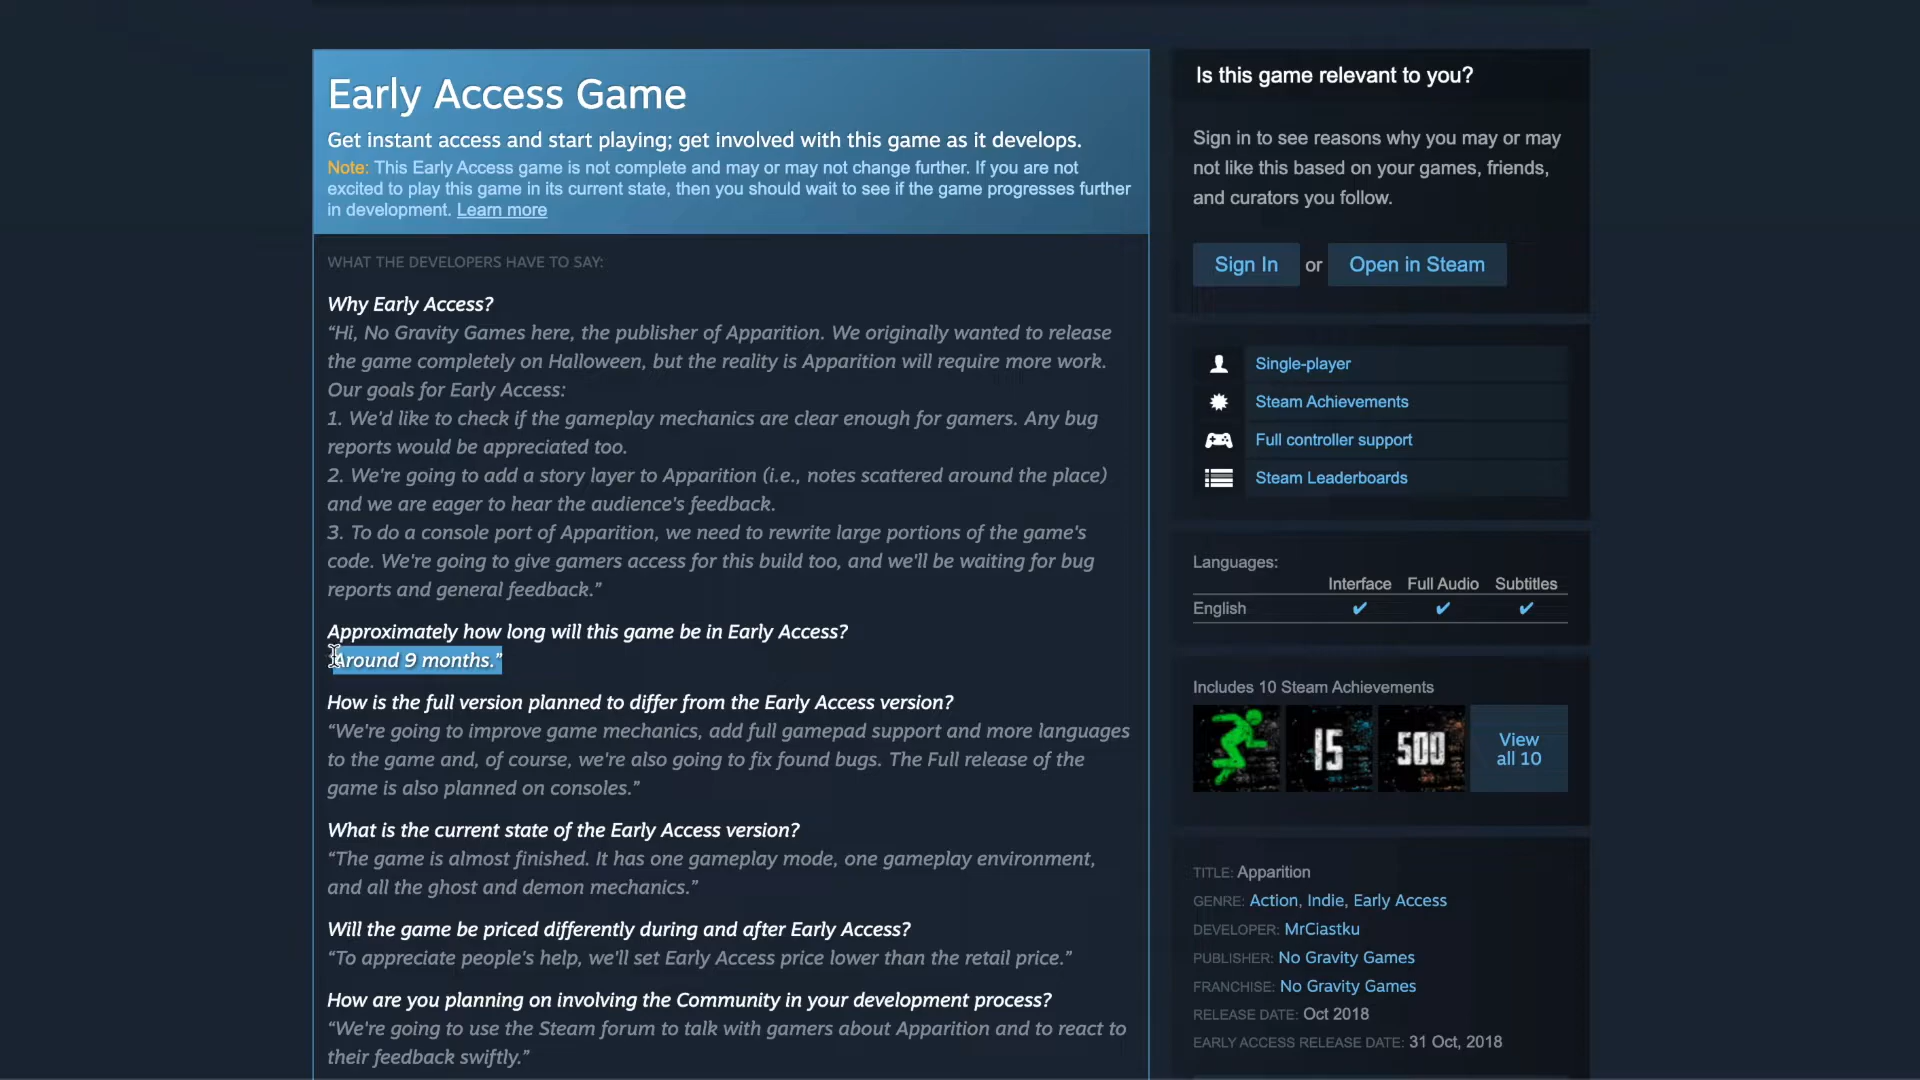 Early Access Game
Get instant access and start playing; get involved with this game as it develops.
Note: This Early Access game is not complete and may or may not change further. If you are not
excited to play this game in its current state, then you should wait to see if the game progresses further
in development. Learn more
WHAT THE DEVELOPERS HAVE TO SAY:
Why Early Access?
“Hi, No Gravity Games here, the publisher of Apparition. We originally wanted to release
the game completely on Halloween, but the reality is Apparition will require more work.
Our goals for Early Access:
1. We'd like to check if the gameplay mechanics are clear enough for gamers. Any bug
reports would be appreciated too.
2. We're going to add a story layer to Apparition (i.e., notes scattered around the place)
and we are eager to hear the audience's feedback.
3. To do a console port of Apparition, we need to rewrite large portions of the game's
code. We're going to give gamers access for this build too, and we'll be waiting for bug
reports and general feedback.”
Approximately how long will this game be in Early Access?
Around 9 months.”
How is the full version planned to differ from the Early Access version?
“We're going to improve game mechanics, add full gamepad support and more languages
to the game and, of course, we're also going to fix found bugs. The Full release of the
game is also planned on consoles.”
What is the current state of the Early Access version?
“The game is almost finished. It has one gameplay mode, one gameplay environment,
and all the ghost and demon mechanics.”
Will the game be priced differently during and after Early Access?
“To appreciate people's help, we'll set Early Access price lower than the retail price.”
How are you planning on involving the Community in your development process?
“We're going to use the Steam forum to talk with gamers about Apparition and to react to
their feedback swiftly.”
Is this game relevant to you?
Sign in to see reasons why you may or may
not like this based on your games, friends,
and curators you follow.
Sign In or Open in Steam
Single-player
Steam Achievements
Full controller support
Steam Leaderboards
Languages:
Interface Full Audio Subtitles
English ✔ ✔ ✔
Includes 10 Steam Achievements
15 500 View
all 10
TITLE: Apparition
GENRE: Action, Indie, Early Access
DEVELOPER: MrCiastku
PUBLISHER: No Gravity Games
FRANCHISE: No Gravity Games
RELEASE DATE: Oct 2018
EARLY ACCESS RELEASE DATE: 31 Oct, 2018